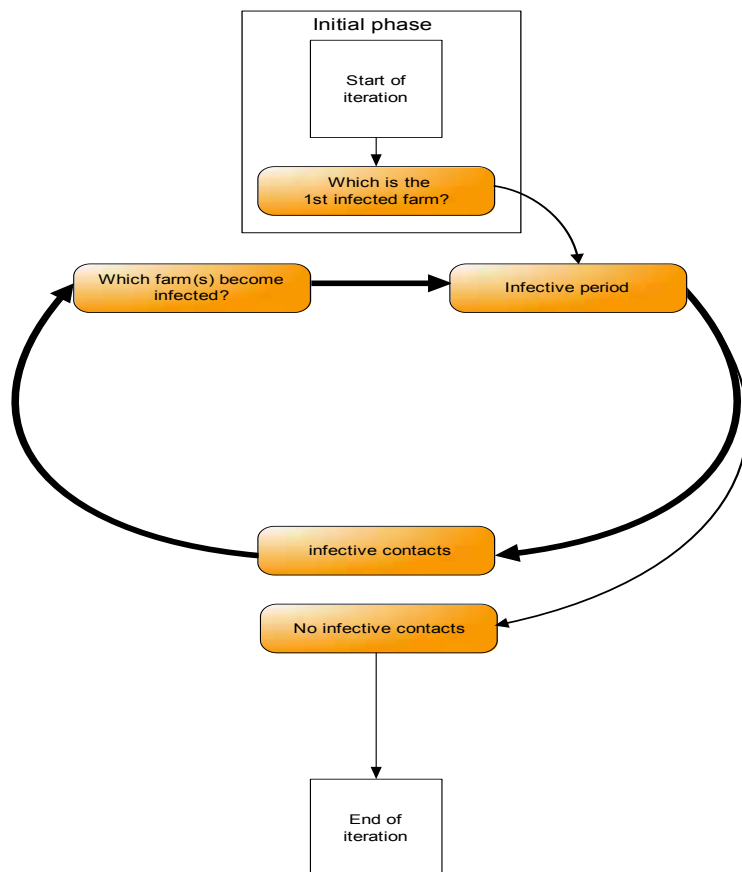 Initial phase
Start of
iteration
Which is the
1st infected farm?
Which farm(s) become
infected?
Infective period
infective contacts
No infective contacts
End of
iteration